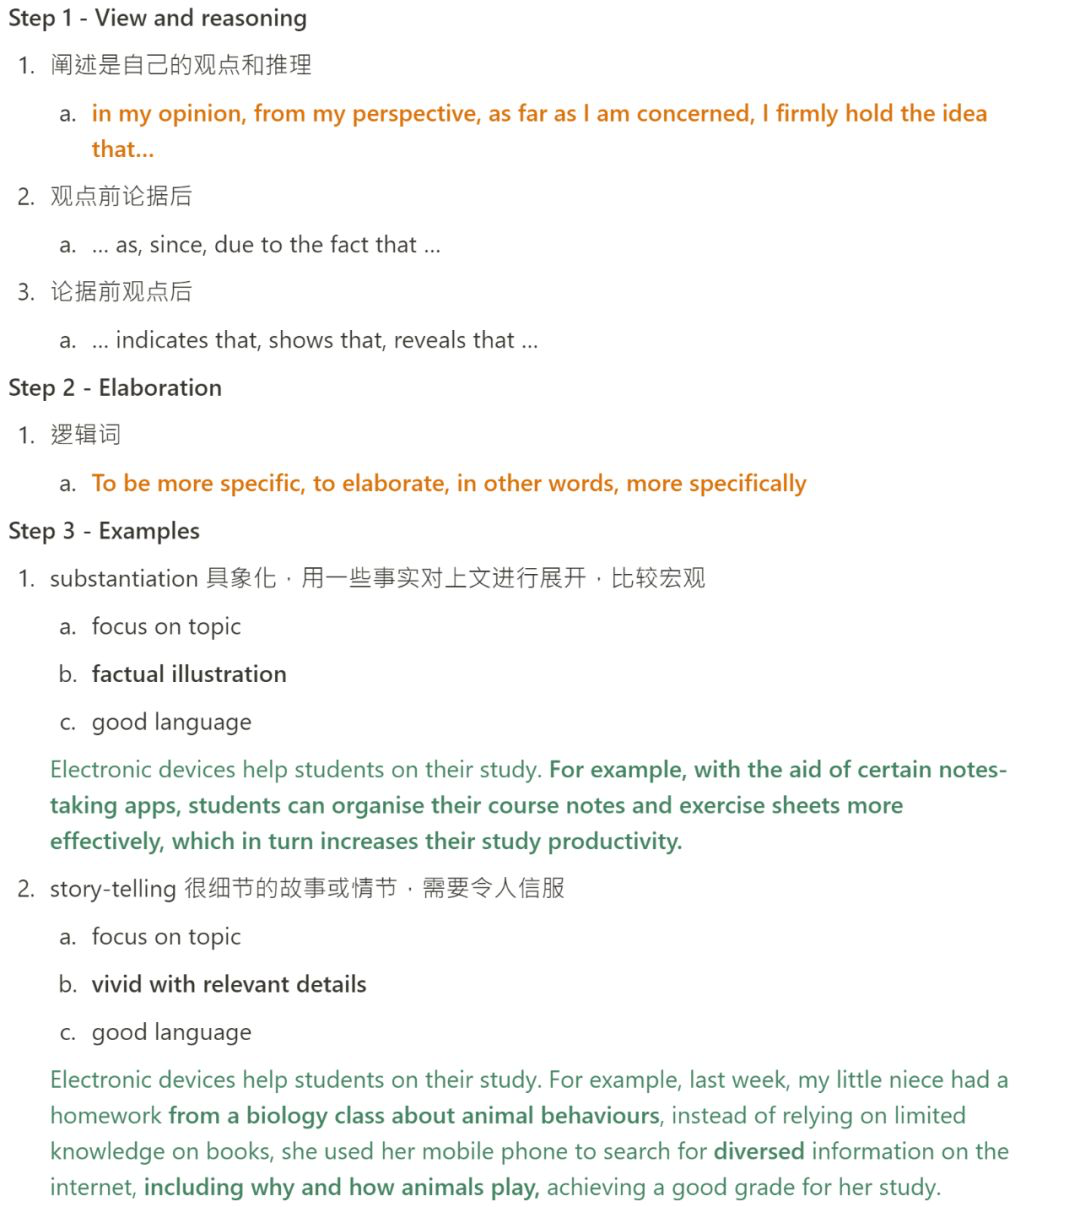 Step 1 - View and reasoning
1. 阐述是自己的观点和推理
a. in my opinion, from my perspective, as far as I am concerned, I firmly hold the idea
that...
2. 观点前论据后
a. ... as, since, due to the fact that ...
3. 论据前观点后
a. ... indicates that, shows that, reveals that ...
Step 2 - Elaboration
1. 逻辑词
a. To be more specific, to elaborate, in other words, more specifically
Step 3 - Examples
1. substantiation 具象化，用一些事实对上文进行展开，比较宏观
a. focus on topic
b. factual illustration
c. good language
Electronic devices help students on their study. For example, with the aid of certain notes-
taking apps, students can organise their course notes and exercise sheets more
effectively, which in turn increases their study productivity.
2. story-telling 很细节的故事或情节，需要令人信服
a. focus on topic
b. vivid with relevant details
c. good language
Electronic devices help students on their study. For example, last week, my little niece had a
homework from a biology class about animal behaviours, instead of relying on limited
knowledge on books, she used her mobile phone to search for diversed information on the
internet, including why and how animals play, achieving a good grade for her study.